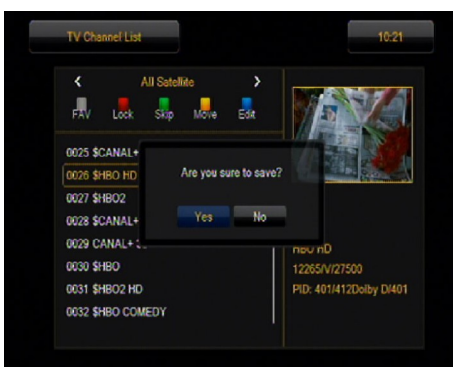 TV Channel List
10:21
All Satellite
FAV Lock Skip Move Edit
0025 $CANAL+
0026 $HBO HD
0027 $HBO2
0028 $CANAL+
0029 CANAL+
0030 $HBO
0031 $HBO2 HD
0032 $HBO COMEDY
Are you sure to save?
Yes No
HBO HD
12265/V/27500
PID: 401/412Dolby D/401